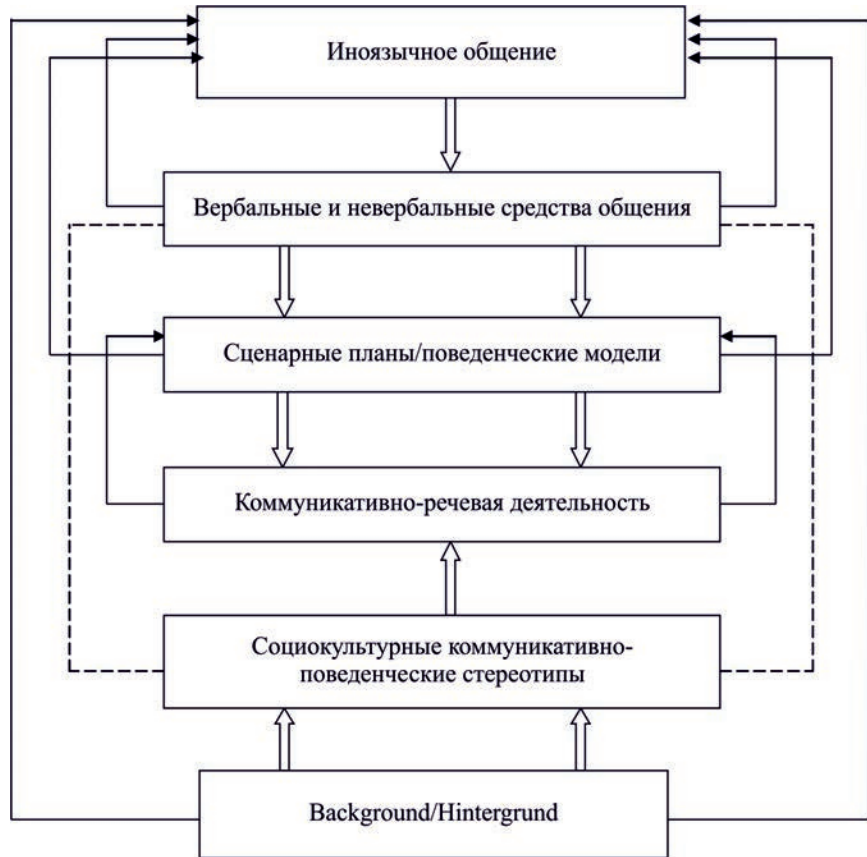 Иноязычное общение
Вербальные и невербальные средства общения
Сценарные планы/поведенческие модели
Коммуникативно-речевая деятельность
Социокультурные коммуникативно-
поведенческие стереотипы
Background/Hintergrund